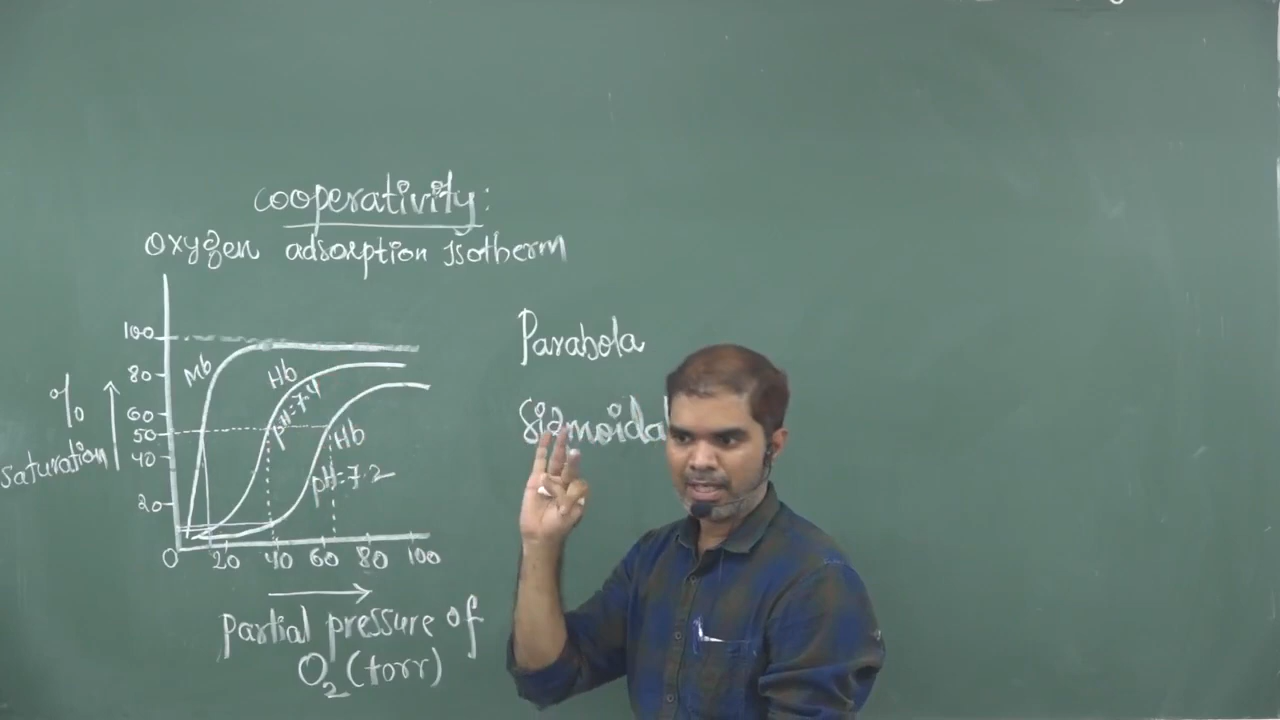 cooperativity:
Oxygen adsorption isotherm
100
80
60
50
40
20
0
% saturation
Mb
Hb
pH=7.4
Hb
pH=7.2
20 40 60 80 100
Partial pressure of
O₂ (torr)
Parabola
Sigmoidal